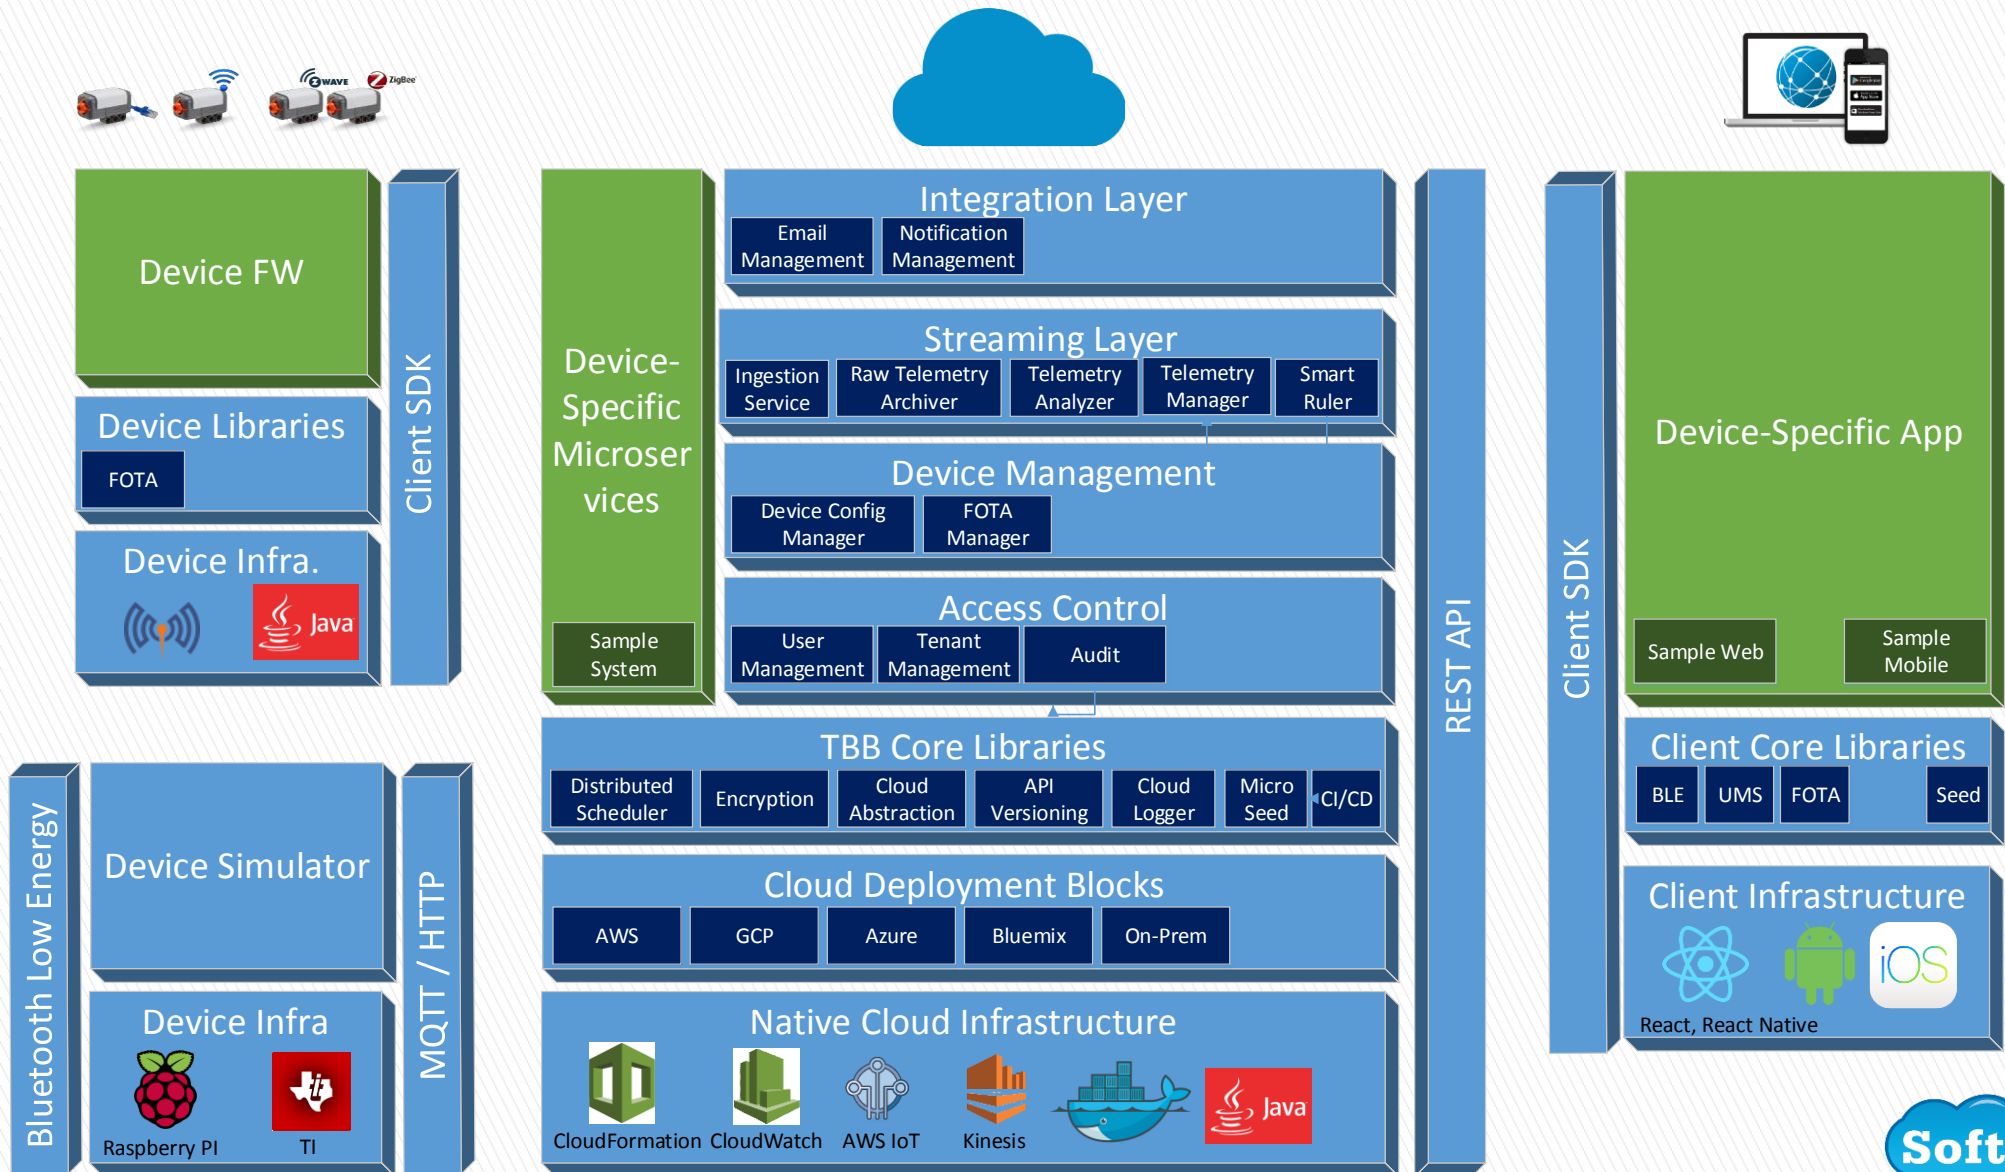 WAVE
ZigBee
Device FW
Client SDK
Device Libraries
FOTA
Device Infra.
Java
Bluetooth Low Energy
Device Simulator
MQTT / HTTP
Device Infra
Raspberry PI
TI
Device-
Specific
Microser
vices
Sample
System
Integration Layer
Email
Management
Notification
Management
Streaming Layer
Ingestion
Service
Raw Telemetry
Archiver
Telemetry
Analyzer
Telemetry
Manager
Smart
Ruler
Device Management
Device Config
Manager
FOTA
Manager
Access Control
User
Management
Tenant
Management
Audit
TBB Core Libraries
Distributed
Scheduler
Encryption
Cloud
Abstraction
API
Versioning
Cloud
Logger
Micro
Seed
CI/CD
Cloud Deployment Blocks
AWS
GCP
Azure
Bluemix
On-Prem
Native Cloud Infrastructure
CloudFormation
CloudWatch
AWS IoT
Kinesis
Java
REST API
Client SDK
Device-Specific App
Sample Web
Sample
Mobile
Client Core Libraries
BLE
UMS
FOTA
Seed
Client Infrastructure
iOS
React, React Native
Soft